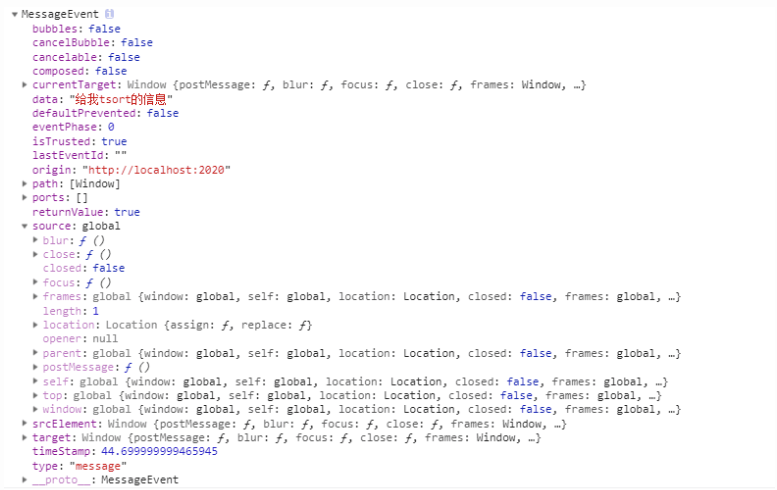 MessageEvent i
bubbles: false
cancelBubble: false
cancelable: false
composed: false
currentTarget: Window {postMessage: ƒ, blur: ƒ, focus: ƒ, close: ƒ, frames: Window, …}
data: "给我tsort的信息"
defaultPrevented: false
eventPhase: 0
isTrusted: true
lastEventId: ""
origin: "http://localhost:2020"
path: [Window]
ports: []
returnValue: true
source: global
blur: ƒ ()
close: ƒ ()
closed: false
focus: ƒ ()
frames: global {window: global, self: global, location: Location, closed: false, frames: global, …}
length: 1
location: Location {assign: ƒ, replace: ƒ}
opener: null
parent: global {window: global, self: global, location: Location, closed: false, frames: global, …}
postMessage: ƒ ()
self: global {window: global, self: global, location: Location, closed: false, frames: global, …}
top: global {window: global, self: global, location: Location, closed: false, frames: global, …}
window: global {window: global, self: global, location: Location, closed: false, frames: global, …}
srcElement: Window {postMessage: ƒ, blur: ƒ, focus: ƒ, close: ƒ, frames: Window, …}
target: Window {postMessage: ƒ, blur: ƒ, focus: ƒ, close: ƒ, frames: Window, …}
timeStamp: 44.699999999465945
type: "message"
__proto__: MessageEvent